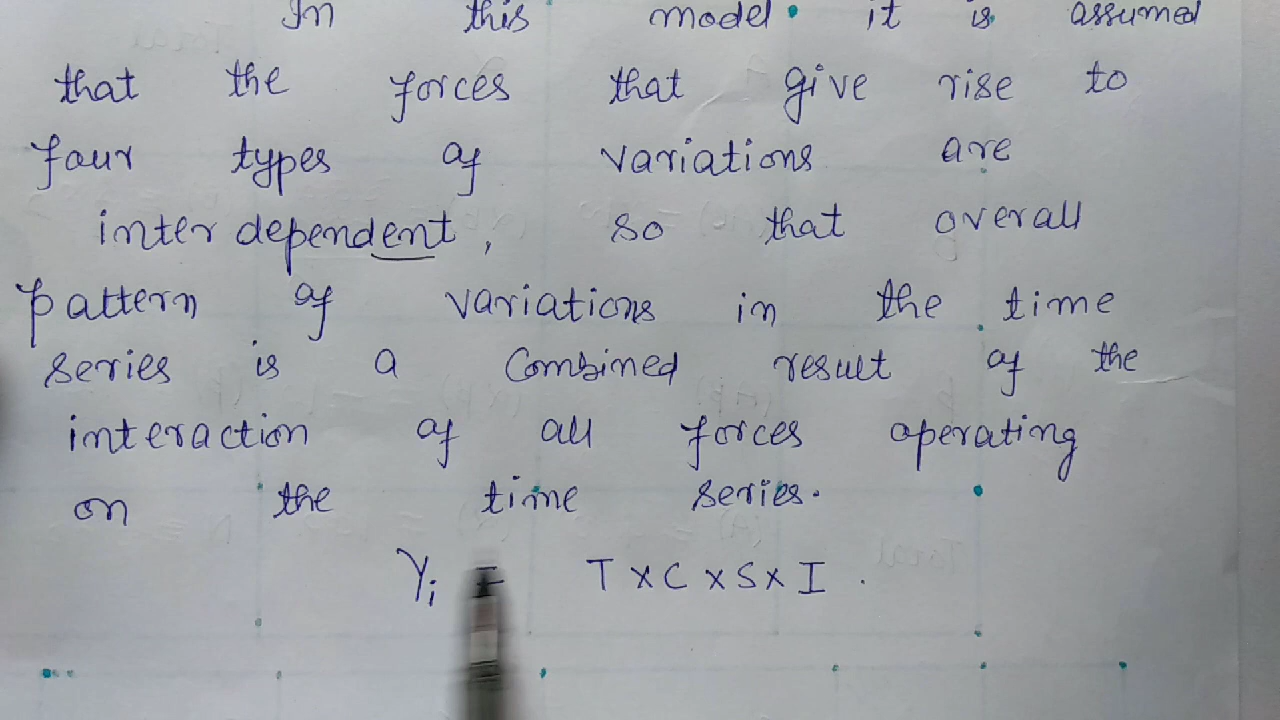 In this model it is assumed
that the forces that give rise to
four types of variations are
inter dependent, so that overall
pattern of variations in the time
series is a Combined result of the
interaction of all forces operating
on the time series.
Yi = T x C x S x I .